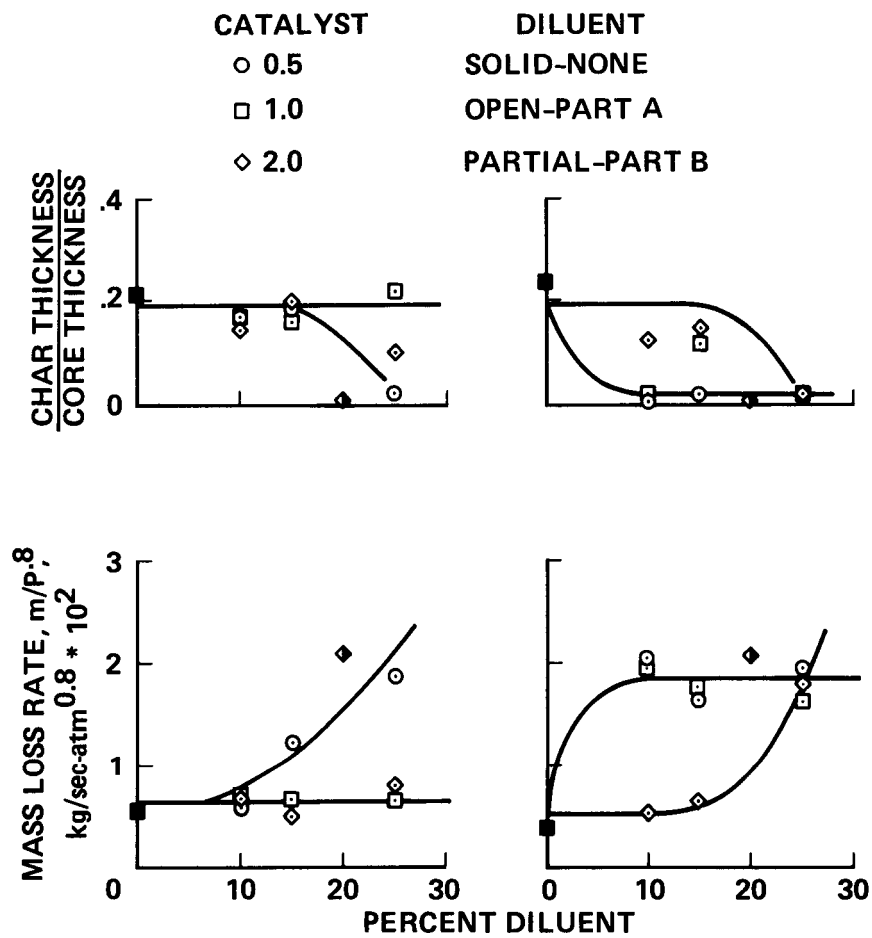 CATALYST DILUENT
0.5 SOLID-NONE
1.0 OPEN-PART A
2.0 PARTIAL-PART B
CHAR THICKNESS
CORE THICKNESS
.4
.2
0
MASS LOSS RATE, m/P.8,
kg/sec-atm0.8 * 102
3
2
1
0 10 20 30 0 10 20 30
PERCENT DILUENT